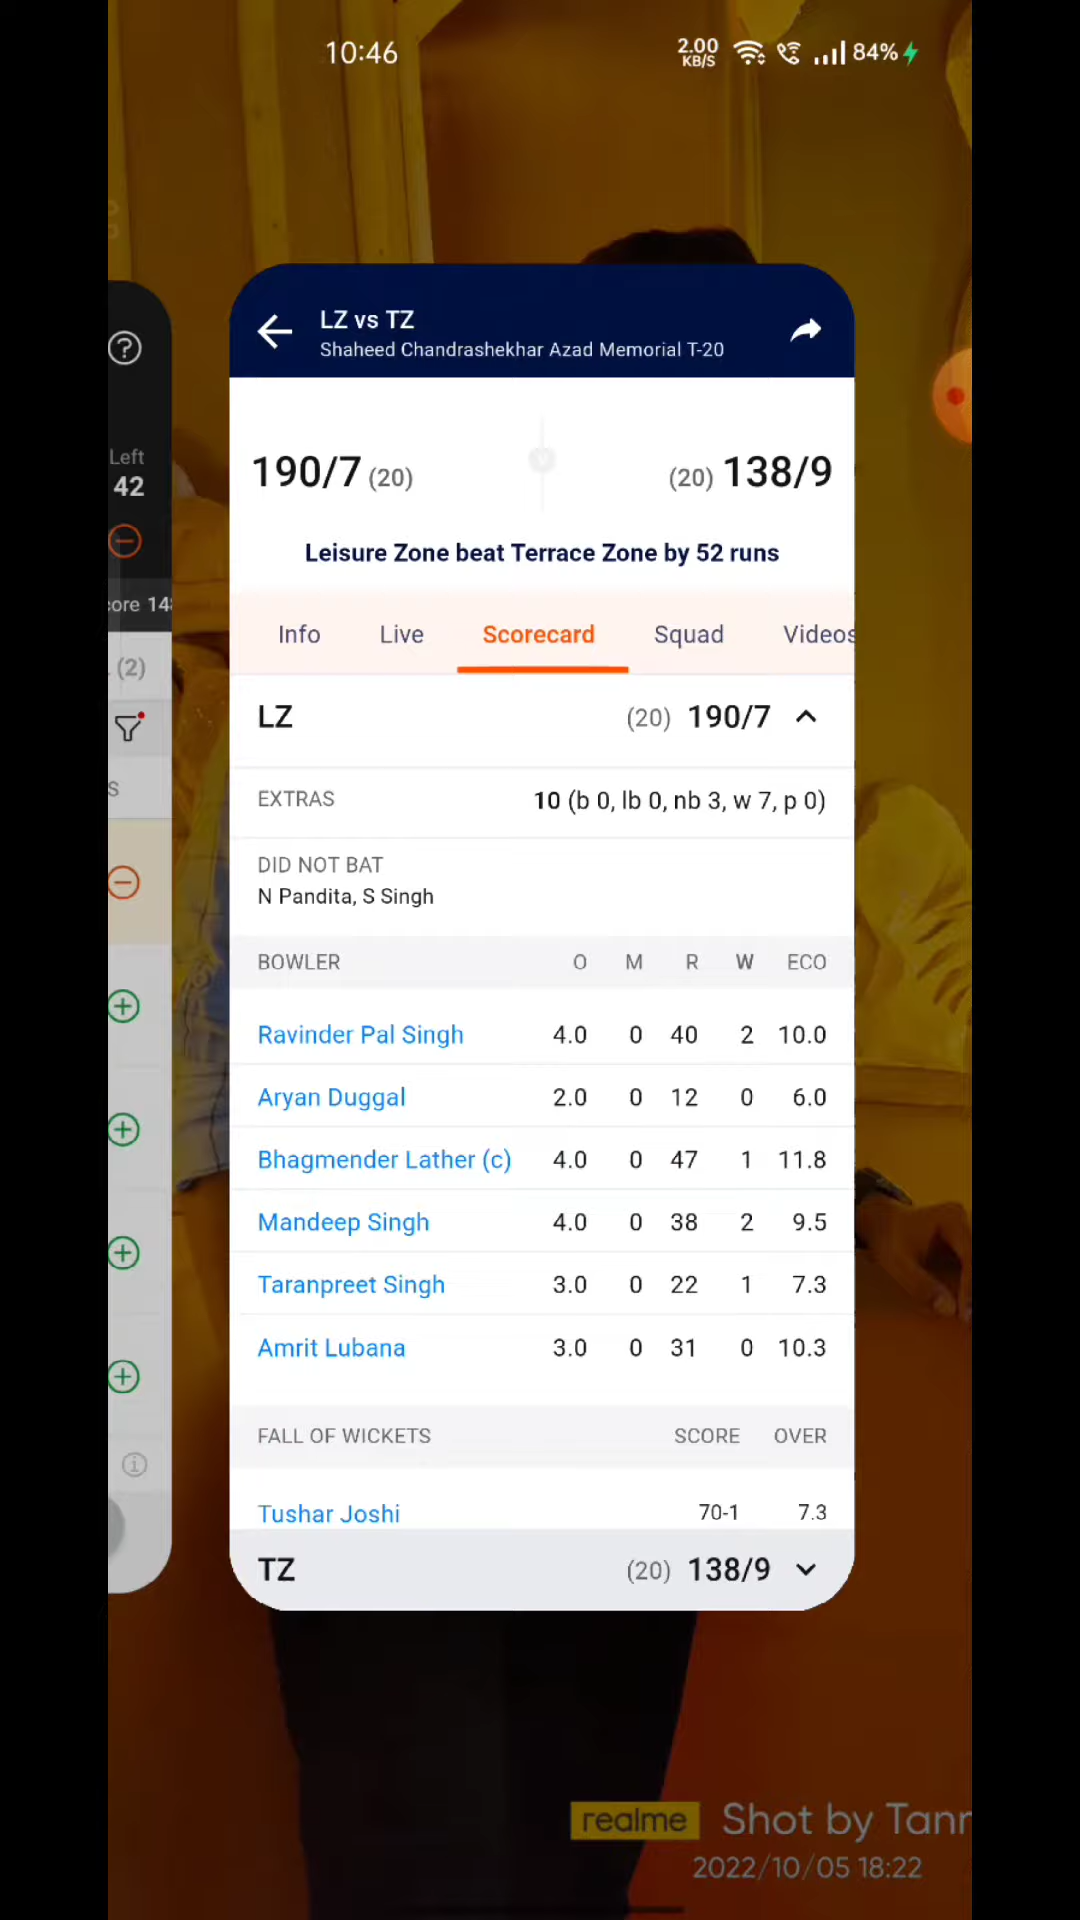 10:46
2.00
KB/S
84%
LZ vs TZ
Shaheed Chandrashekhar Azad Memorial T-20
190/7 (20)
(20) 138/9
Leisure Zone beat Terrace Zone by 52 runs
Info Live Scorecard Squad Videos
LZ (20) 190/7
EXTRAS 10 (b 0, lb 0, nb 3, w 7, p 0)
DID NOT BAT
N Pandita, S Singh
BOWLER O M R W ECO
Ravinder Pal Singh 4.0 0 40 2 10.0
Aryan Duggal 2.0 0 12 0 6.0
Bhagmender Lather (c) 4.0 0 47 1 11.8
Mandeep Singh 4.0 0 38 2 9.5
Taranpreet Singh 3.0 0 22 1 7.3
Amrit Lubana 3.0 0 31 0 10.3
FALL OF WICKETS SCORE OVER
Tushar Joshi 70-1 7.3
TZ (20) 138/9
Left
42
(2)
realme Shot by
2022/10/05 18:22